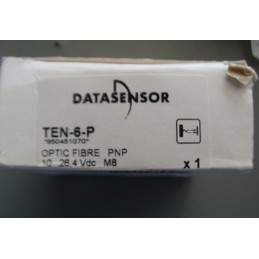 DATASENSOR
TEN-6-P
*950451070*
OPTIC FIBRE PNP
10 26.4 Vdc M8
x 1